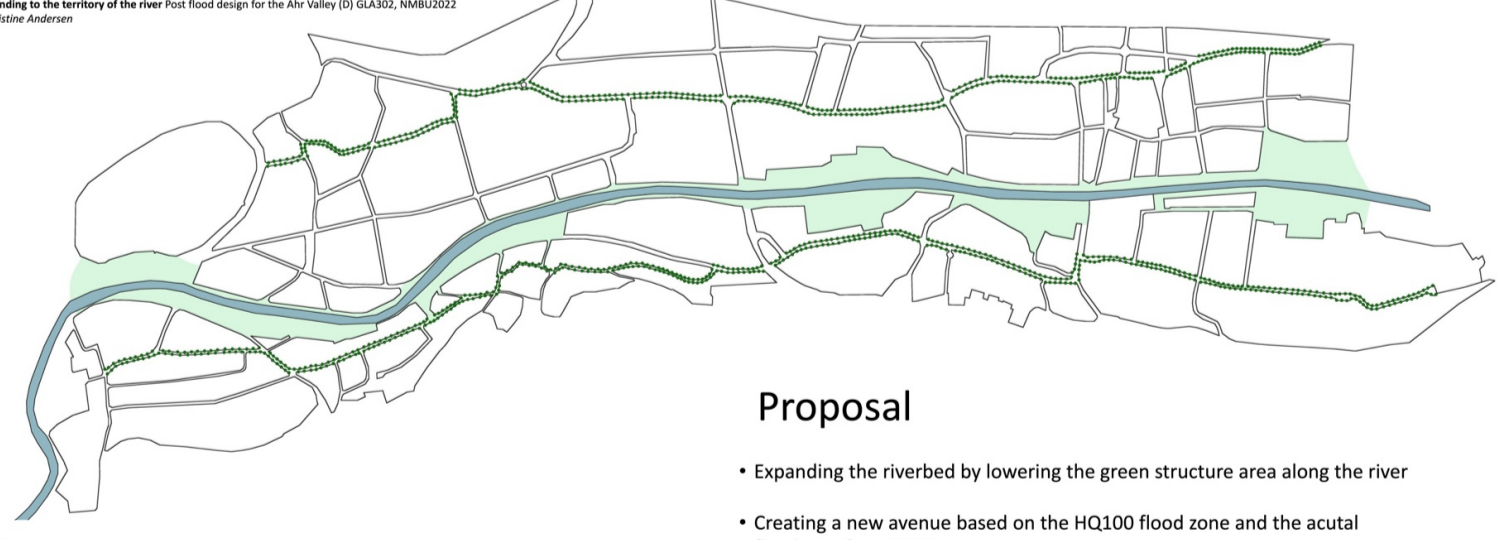 nding to the territory of the river Post flood design for the Ahr Valley (D) GLA302, NMBU2022
stine Andersen
Proposal
• Expanding the riverbed by lowering the green structure area along the river
• Creating a new avenue based on the HQ100 flood zone and the acutal